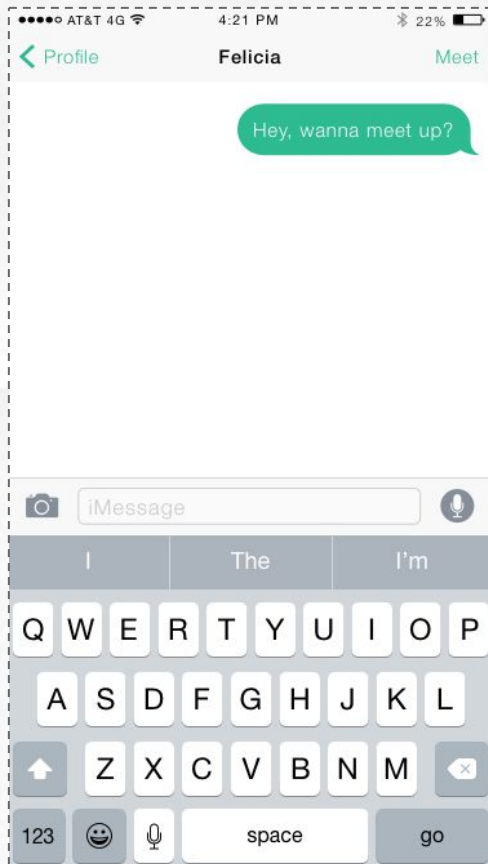 AT&T 4G 4:21 PM 22%
Profile Felicia Meet
Hey, wanna meet up?
iMessage
I The I'm
Q W E R T Y U I O P
A S D F G H J K L
Z X C V B N M
123 space go